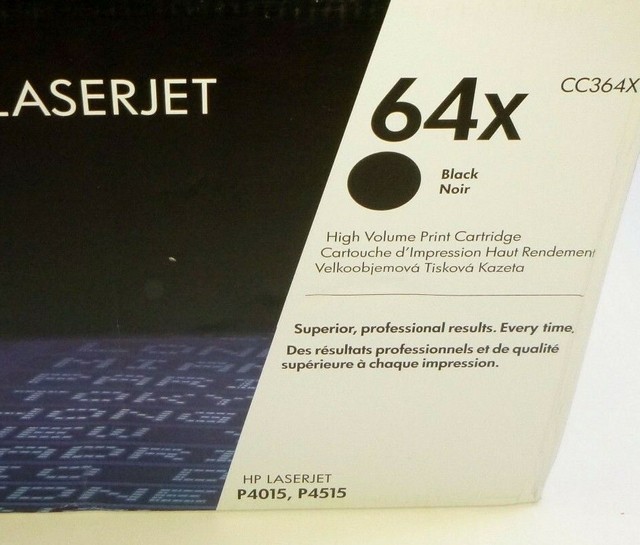 LASERJET
64x
CC364X
Black
Noir
High Volume Print Cartridge
Cartouche d'Impression Haut Rendement
Velkoobjemová Tisková Kazeta
Superior, professional results. Every time.
Des résultats professionnels et de qualité
supérieure à chaque impression.
HP LASERJET
P4015, P4515